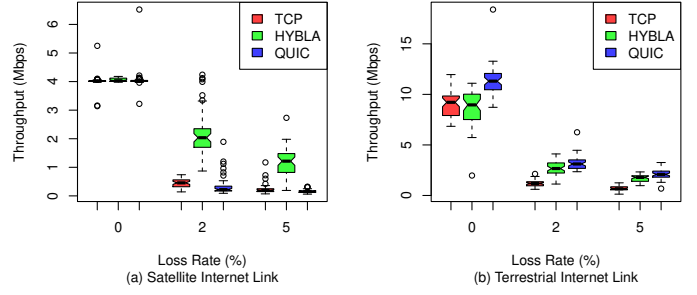 TCP
HYBLA
QUIC
Throughput (Mbps)
6
5
4
3
2
1
0
0 2 5
Loss Rate (%)
(a) Satellite Internet Link
TCP
HYBLA
QUIC
Throughput (Mbps)
15
10
5
0
0 2 5
Loss Rate (%)
(b) Terrestrial Internet Link